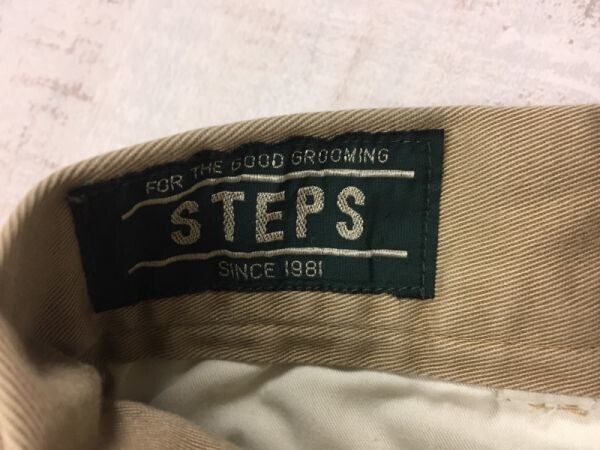 FOR THE GOOD GROOMING
STEPS
SINCE 1981